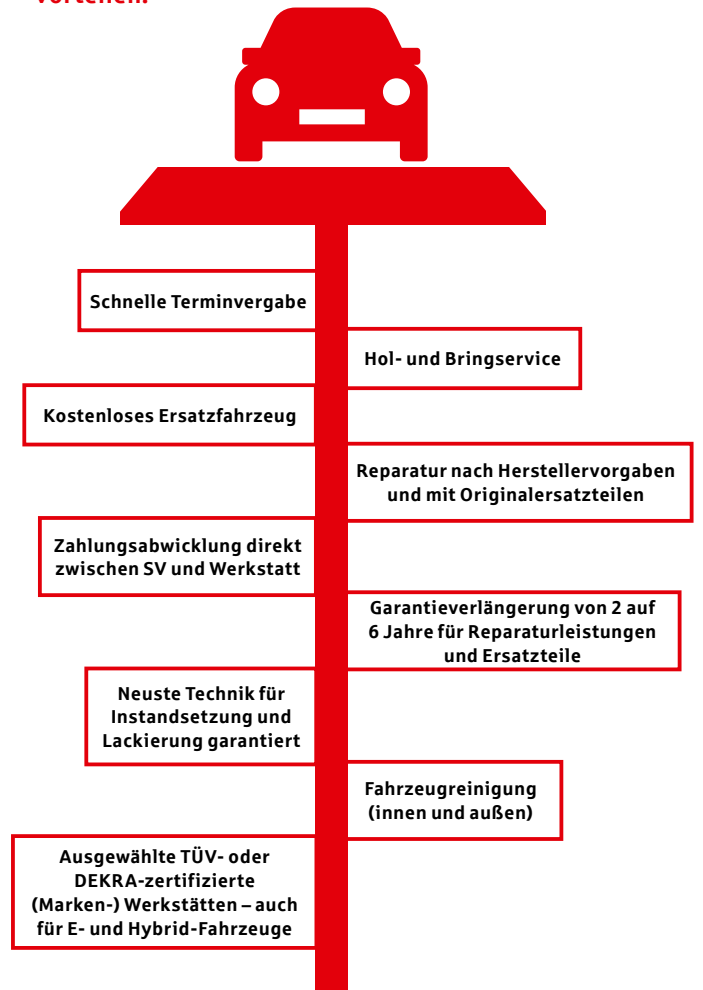 Schnelle Terminvergabe
Hol- und Bringservice
Kostenloses Ersatzfahrzeug
Reparatur nach Herstellervorgaben
und mit Originalersatzteilen
Zahlungsabwicklung direkt
zwischen SV und Werkstatt
Garantieverlängerung von 2 auf
6 Jahre für Reparaturleistungen
und Ersatzteile
Neuste Technik für
Instandsetzung und
Lackierung garantiert
Fahrzeugreinigung
(innen und außen)
Ausgewählte TÜV- oder
DEKRA-zertifizierte
(Marken-) Werkstätten – auch
für E- und Hybrid-Fahrzeuge